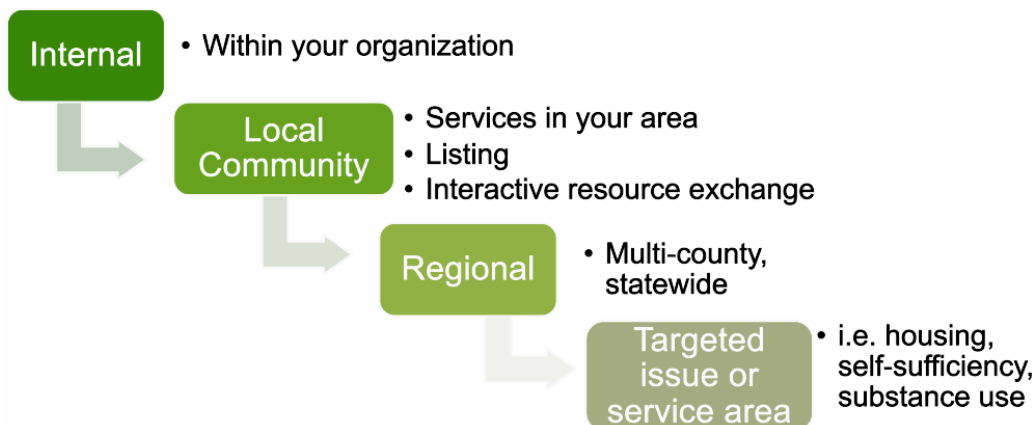 Internal
• Within your organization
Local
Community
• Services in your area
• Listing
• Interactive resource exchange
Regional
• Multi-county,
statewide
Targeted
issue or
service area
• i.e. housing,
self-sufficiency,
substance use